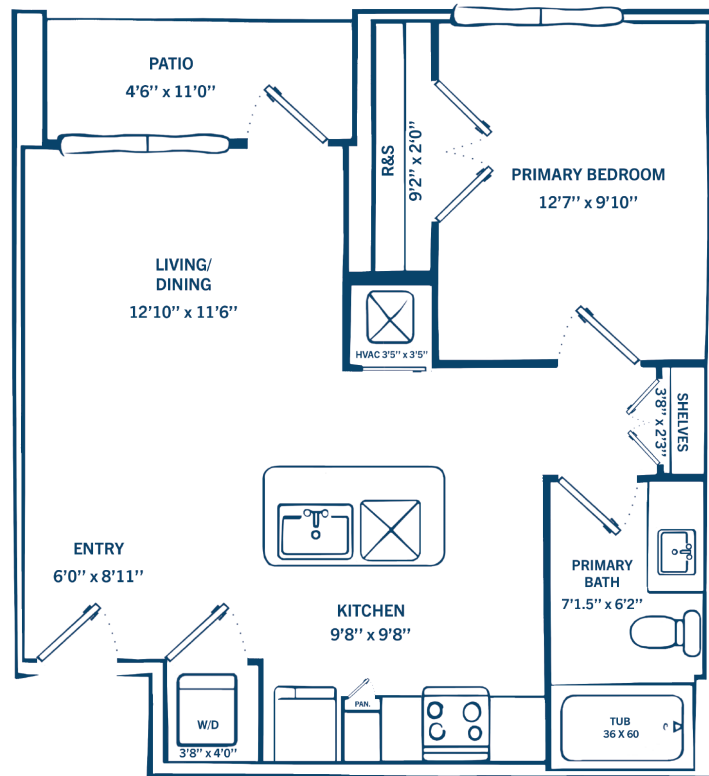 PATIO
4'6'' x 11'0''
R&S
9'2'' x 2'0''
PRIMARY BEDROOM
12'7'' x 9'10''
LIVING/
DINING
12'10'' x 11'6''
HVAC 3'5'' x 3'5''
SHELVES
3'8'' x 2'3''
ENTRY
6'0'' x 8'11''
PRIMARY
BATH
7'1.5'' x 6'2''
KITCHEN
9'8'' x 9'8''
PAN.
W/D
3'8'' x 4'0''
TUB
36 X 60